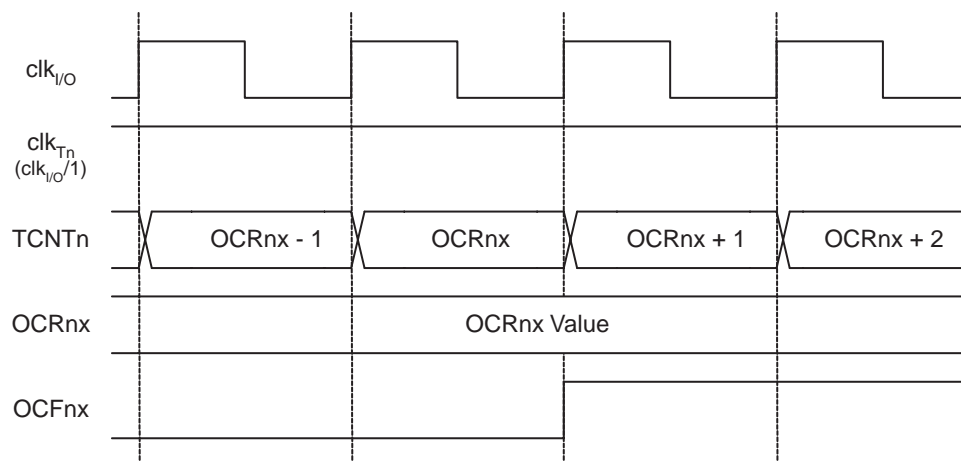 clkI/O
clkTn
(clkI/O/1)
TCNTn OCRnx - 1 OCRnx OCRnx + 1 OCRnx + 2
OCRnx OCRnx Value
OCFnx